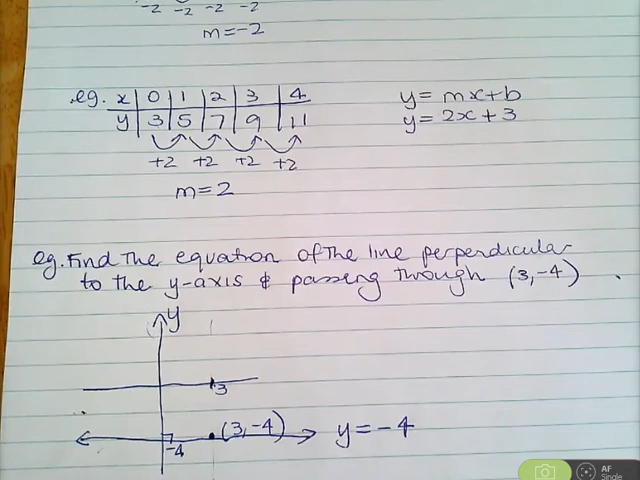 -2 -2 -2 -2
m=-2
eg. x 0 1 2 3 4
y 3 5 7 9 11
+2 +2 +2 +2
m=2
y= mx+b
y= 2x+3
eg. Find the equation of the line perpendicular
to the y-axis & passing through (3,-4) .
y
3
(3,-4) y=-4
-4
AF
Single